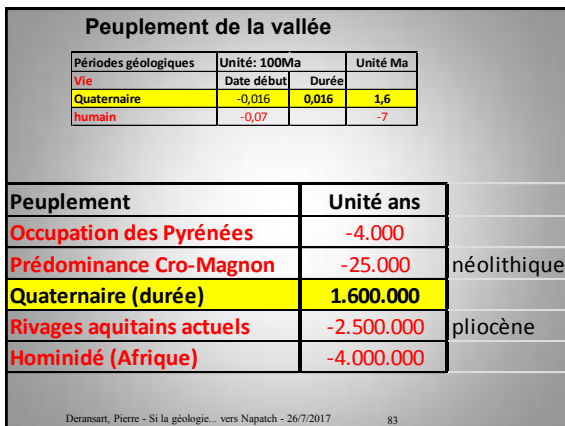 Peuplement de la vallée
Périodes géologiques Unité: 100Ma Unité Ma
Vie Date début Durée
Quaternaire -0,016 0,016 1,6
humain -0,07 -7
Peuplement Unité ans
Occupation des Pyrénées -4.000
Prédominance Cro-Magnon -25.000 néolithique
Quaternaire (durée) 1.600.000
Rivages aquitains actuels -2.500.000 pliocène
Hominidé (Afrique) -4.000.000
Deransart, Pierre - Si la géologie... vers Napatch - 26/7/2017 83